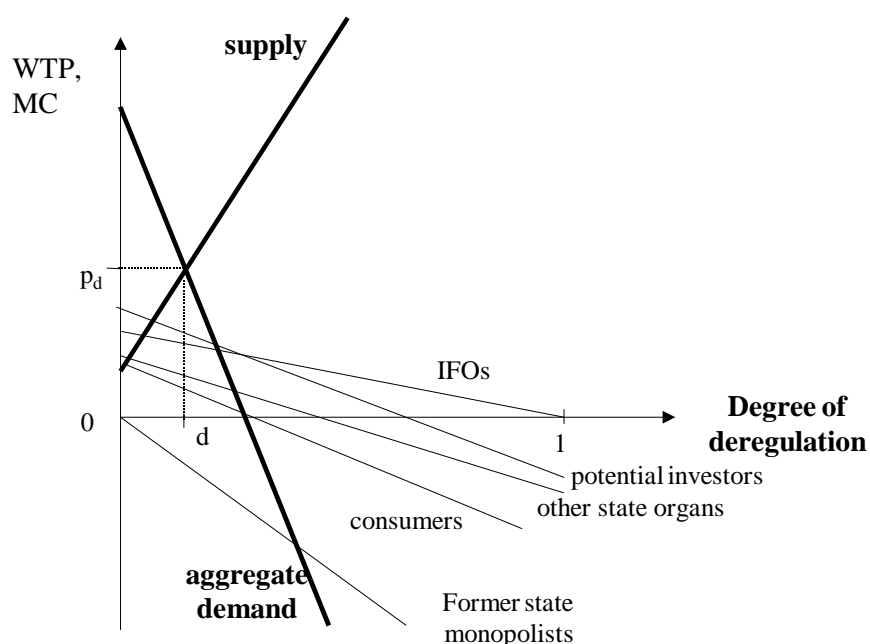 supply
WTP,
MC
pd
IFOs
0
d
1
Degree of
deregulation
potential investors
other state organs
consumers
aggregate
demand
Former state
monopolists